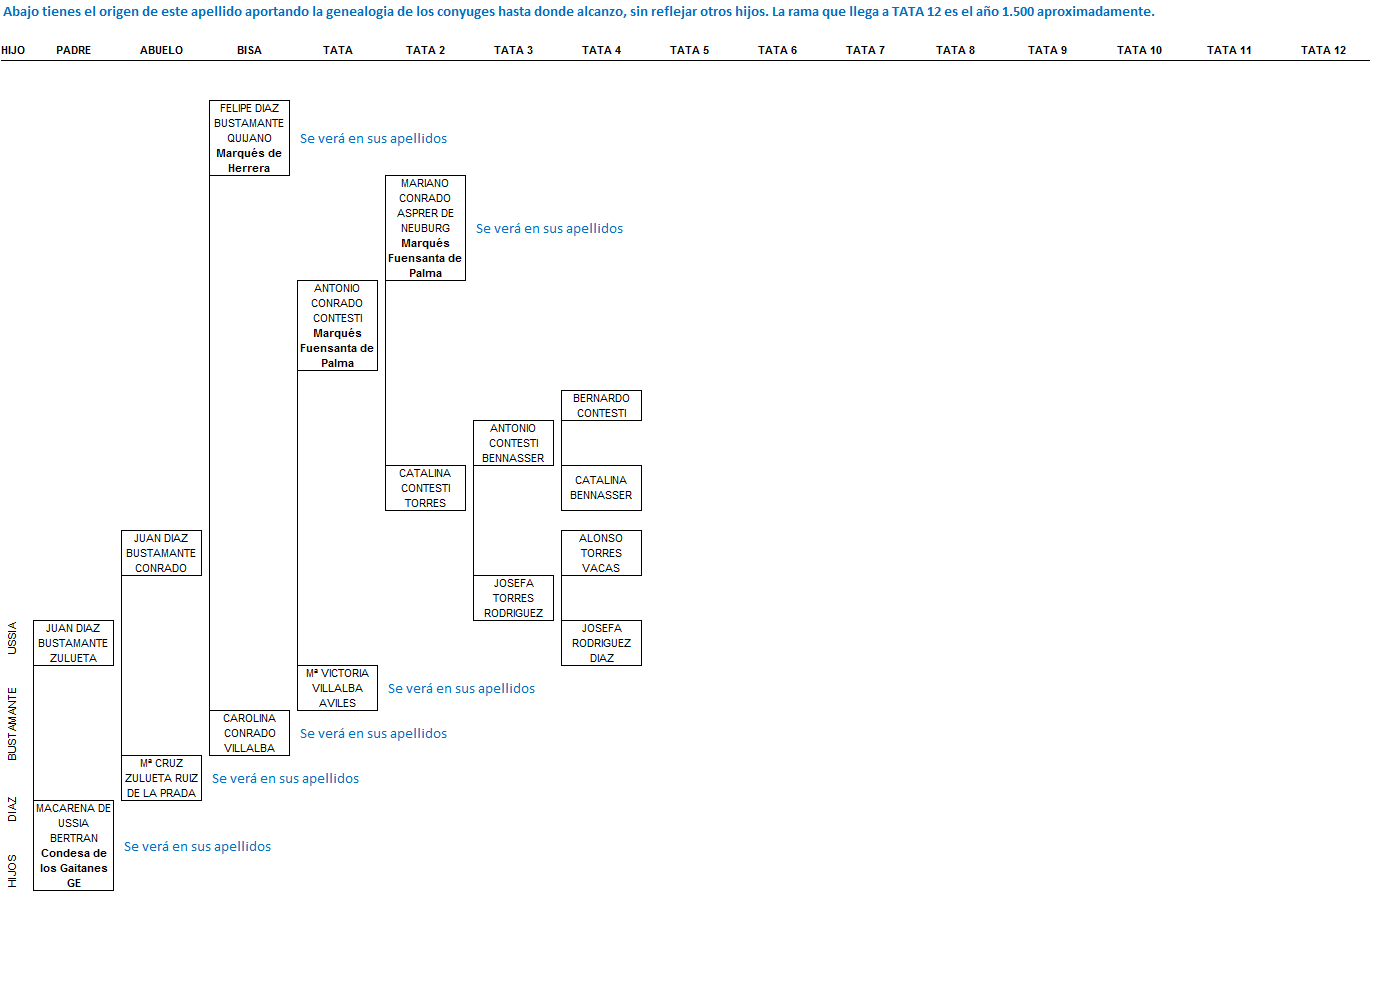 Abajo tienes el origen de este apellido aportando la genealogia de los conyuges hasta donde alcanzo, sin reflejar otros hijos. La rama que llega a TATA 12 es el año 1.500 aproximadamente.
HIJO PADRE ABUELO BISA TATA TATA 2 TATA 3 TATA 4 TATA 5 TATA 6 TATA 7 TATA 8 TATA 9 TATA 10 TATA 11 TATA 12
FELIPE DIAZ
BUSTAMANTE
QUIJANO
Marqués de
Herrera
Se verá en sus apellidos
MARIANO
CONRADO
ASPRER DE
NEUBURG
Marqués
Fuensanta de
Palma
Se verá en sus apellidos
ANTONIO
CONRADO
CONTESTI
Marqués
Fuensanta de
Palma
BERNARDO
CONTESTI
ANTONIO
CONTESTI
BENNASSER
CATALINA
CONTESTI
TORRES
CATALINA
BENNASSER
JUAN DIAZ
BUSTAMANTE
CONRADO
ALONSO
TORRES
VACAS
JOSEFA
TORRES
RODRIGUEZ
JUAN DIAZ
BUSTAMANTE
ZULUETA
JOSEFA
RODRIGUEZ
DIAZ
Mª VICTORIA
VILLALBA
AVILES
Se verá en sus apellidos
CAROLINA
CONRADO
VILLALBA
Se verá en sus apellidos
Mª CRUZ
ZULUETA RUIZ
DE LA PRADA
Se verá en sus apellidos
MACARENA DE
USSIA
BERTRAN
Condesa de
los Gaitanes
GE
Se verá en sus apellidos
HIJOS DIAZ BUSTAMANTE USSIA